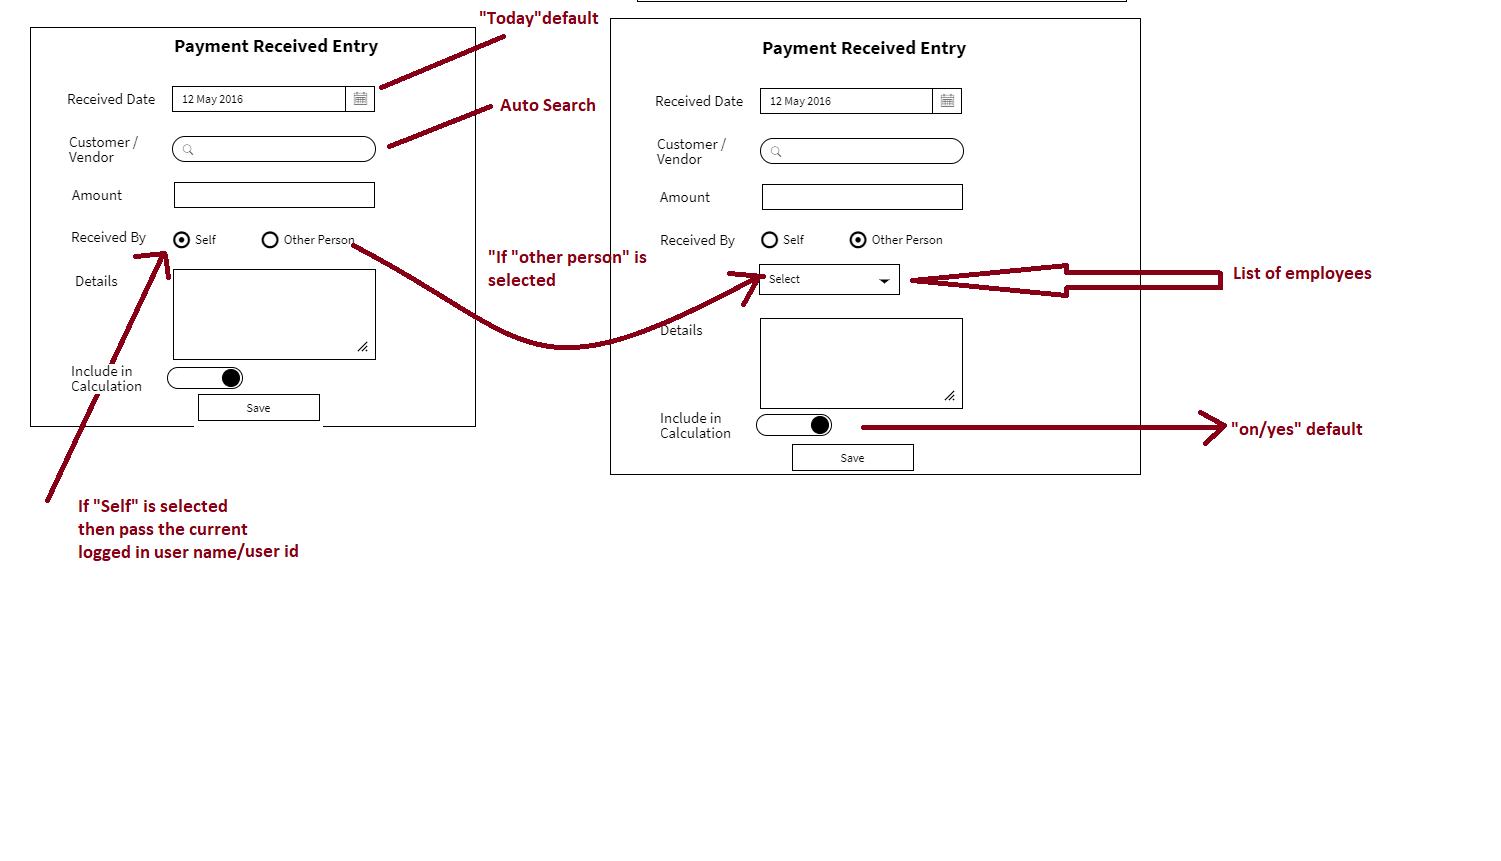 "Today"default
Payment Received Entry
Received Date
12 May 2016
Auto Search
Customer /
Vendor
Amount
Received By
Self
Other Person
Details
Include in
Calculation
Save
If "Self" is selected
then pass the current
logged in user name/user id
"If "other person" is
selected
Payment Received Entry
Received Date
12 May 2016
Customer /
Vendor
Amount
Received By
Self
Other Person
Select
List of employees
Details
Include in
Calculation
"on/yes" default
Save